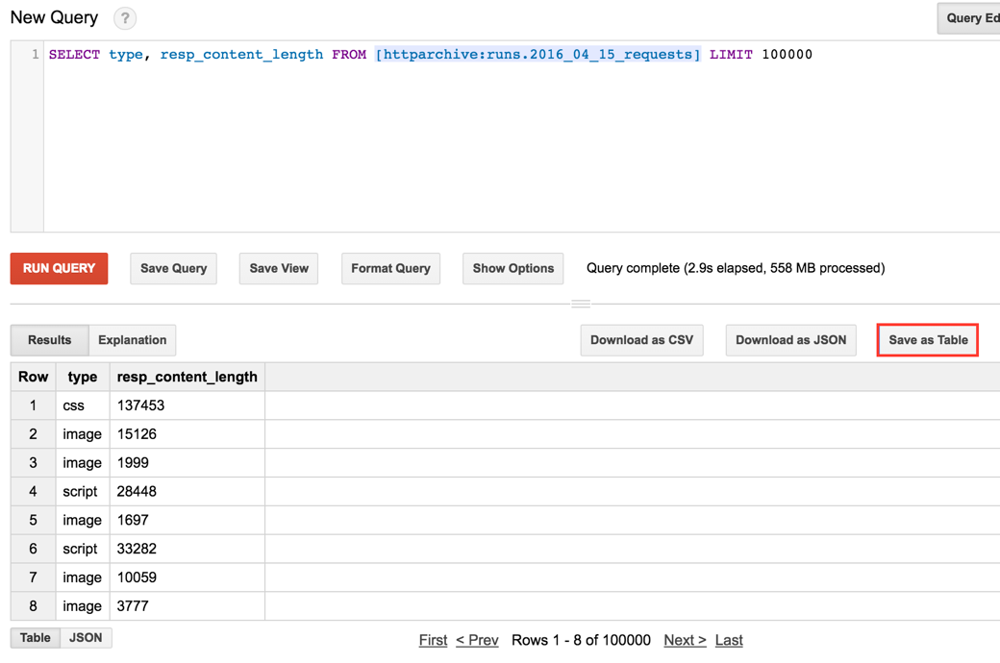 New Query ? Query Ed
1 SELECT type, resp_content_length FROM [httparchive:runs.2016_04_15_requests] LIMIT 100000
RUN QUERY Save Query Save View Format Query Show Options Query complete (2.9s elapsed, 558 MB processed)
Results Explanation Download as CSV Download as JSON Save as Table
Row type resp_content_length
1 css 137453
2 image 15126
3 image 1999
4 script 28448
5 image 1697
6 script 33282
7 image 10059
8 image 3777
Table JSON First < Prev Rows 1 - 8 of 100000 Next > Last